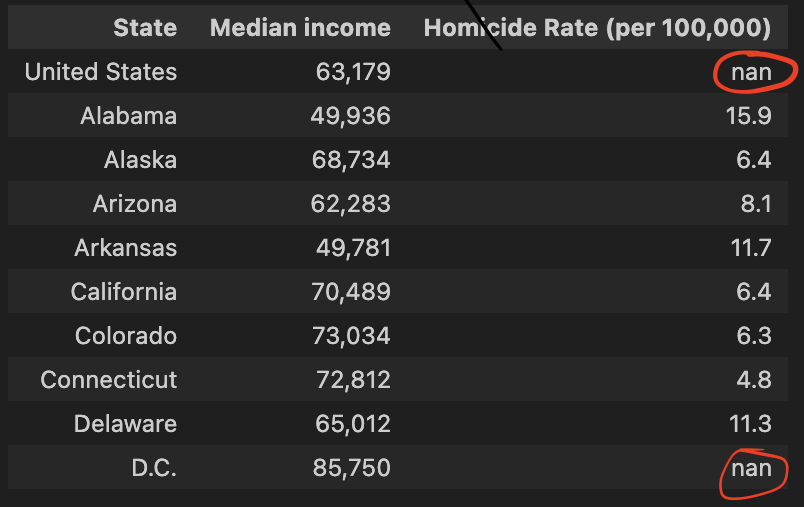 State Median income Homicide Rate (per 100,000)
United States 63,179 nan
Alabama 49,936 15.9
Alaska 68,734 6.4
Arizona 62,283 8.1
Arkansas 49,781 11.7
California 70,489 6.4
Colorado 73,034 6.3
Connecticut 72,812 4.8
Delaware 65,012 11.3
D.C. 85,750 nan